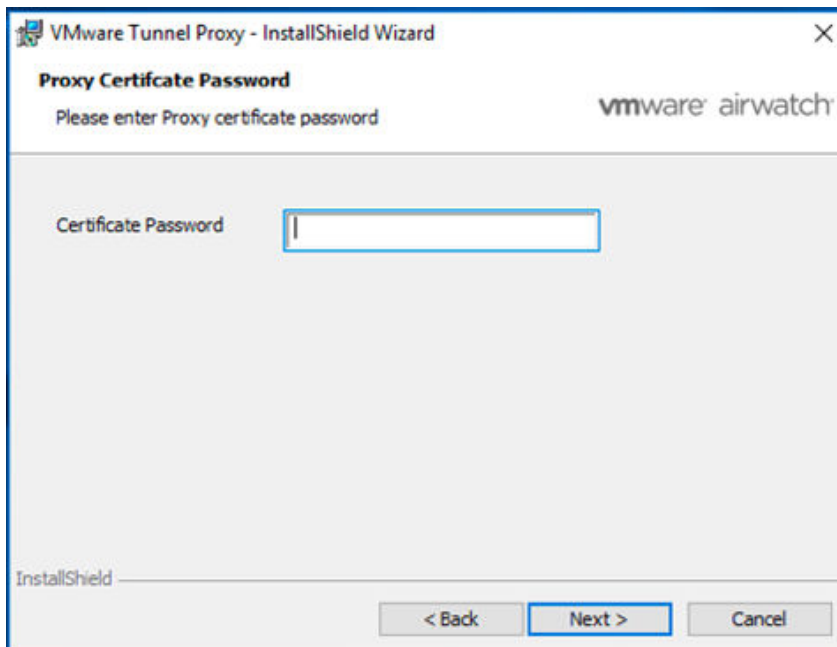 VMware Tunnel Proxy - InstallShield Wizard
Proxy Certifcate Password
Please enter Proxy certificate password
vmware airwatch
Certificate Password
InstallShield
< Back Next > Cancel